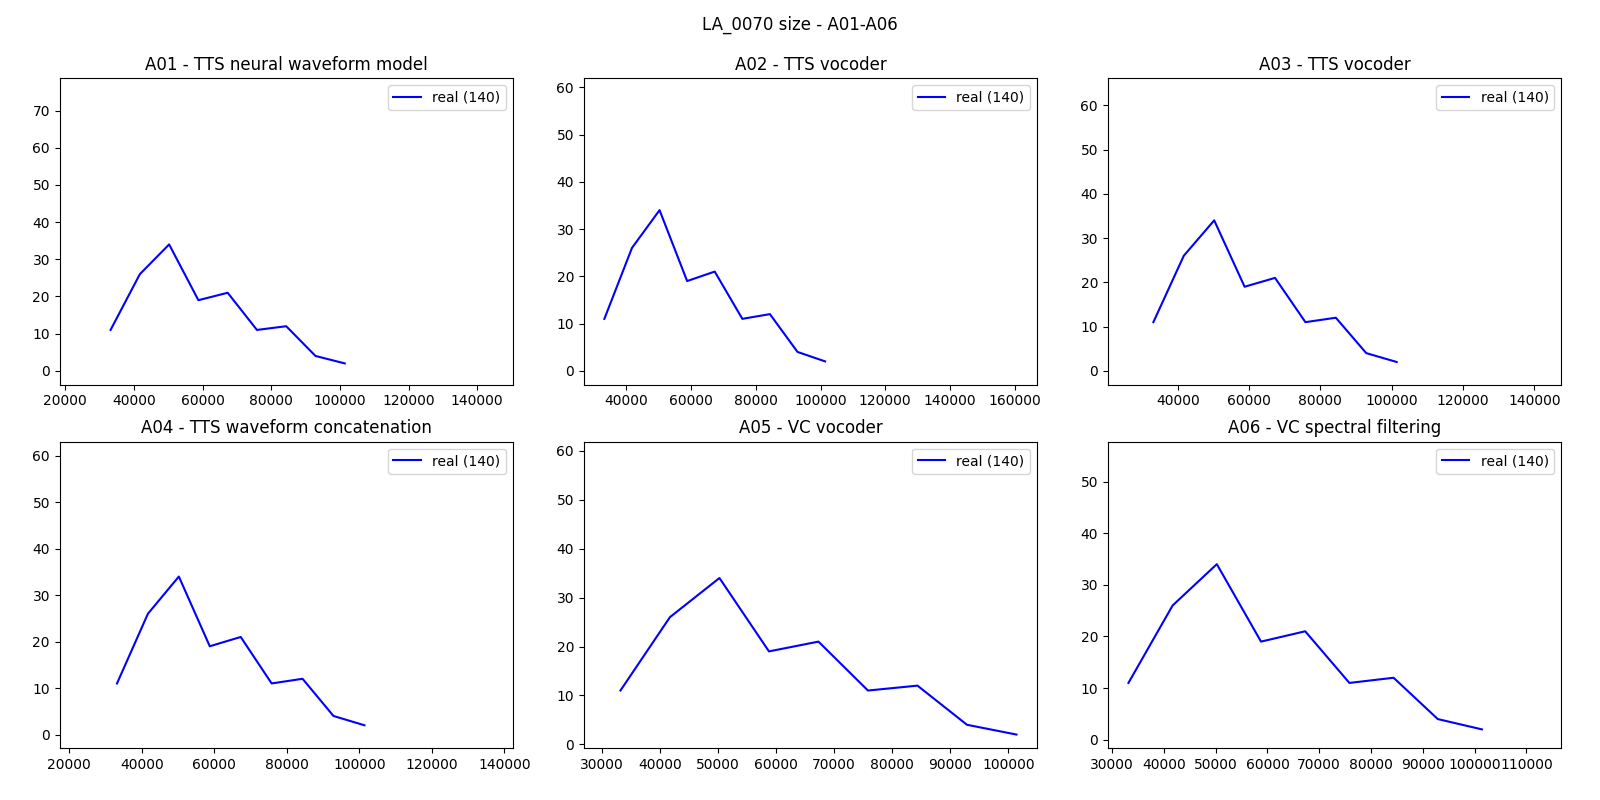 LA_0070 size - A01-A06
A01 - TTS neural waveform model
real (140)
70
60
50
40
30
20
10
0
20000 40000 60000 80000 100000 120000 140000
A02 - TTS vocoder
real (140)
60
50
40
30
20
10
0
40000 60000 80000 100000 120000 140000 160000
A03 - TTS vocoder
real (140)
60
50
40
30
20
10
0
40000 60000 80000 100000 120000 140000
A04 - TTS waveform concatenation
real (140)
60
50
40
30
20
10
0
20000 40000 60000 80000 100000 120000 140000
A05 - VC vocoder
real (140)
60
50
40
30
20
10
0
30000 40000 50000 60000 70000 80000 90000 100000
A06 - VC spectral filtering
real (140)
50
40
30
20
10
0
30000 40000 50000 60000 70000 80000 90000 100000 110000